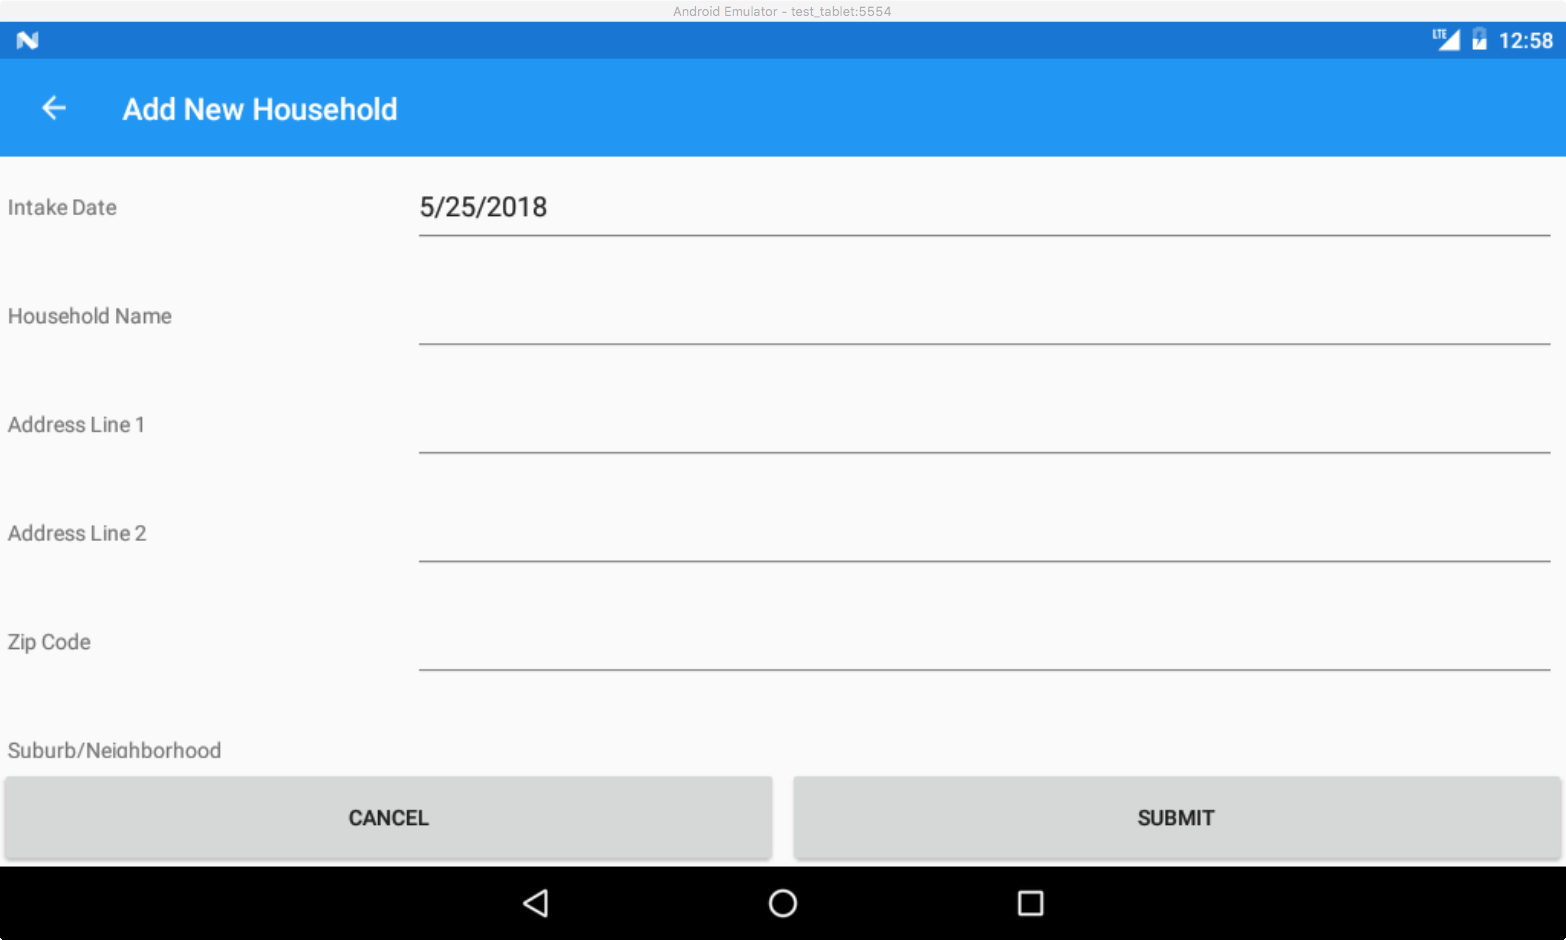 Android Emulator - test_tablet:5554
LTE 12:58
Add New Household
Intake Date 5/25/2018
Household Name
Address Line 1
Address Line 2
Zip Code
Suburb/Neighborhood
CANCEL SUBMIT